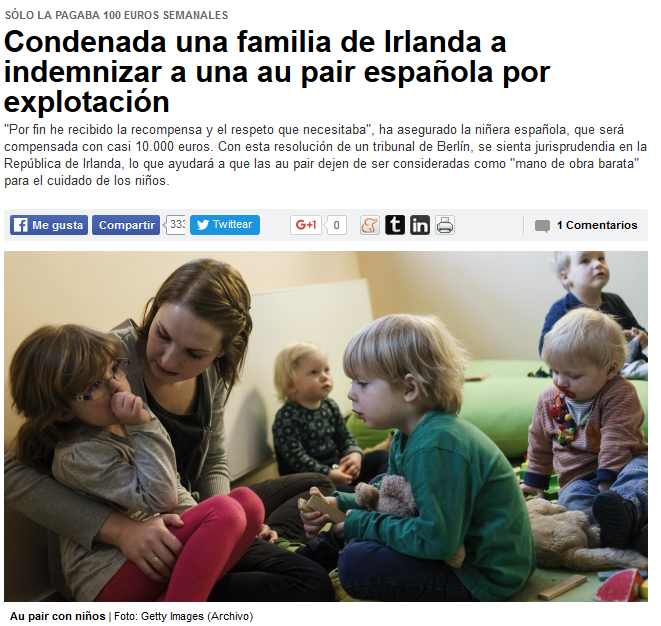 SÓLO LA PAGABA 100 EUROS SEMANALES
Condenada una familia de Irlanda a
indemnizar a una au pair española por
explotación
"Por fin he recibido la recompensa y el respeto que necesitaba", ha asegurado la niñera española, que será
compensada con casi 10.000 euros. Con esta resolución de un tribunal de Berlín, se sienta jurisprudendia en la
República de Irlanda, lo que ayudará a que las au pair dejen de ser consideradas como "mano de obra barata"
para el cuidado de los niños.
Me gusta Compartir 333 Twittear G+1 0 1 Comentarios
Au pair con niños | Foto: Getty Images (Archivo)